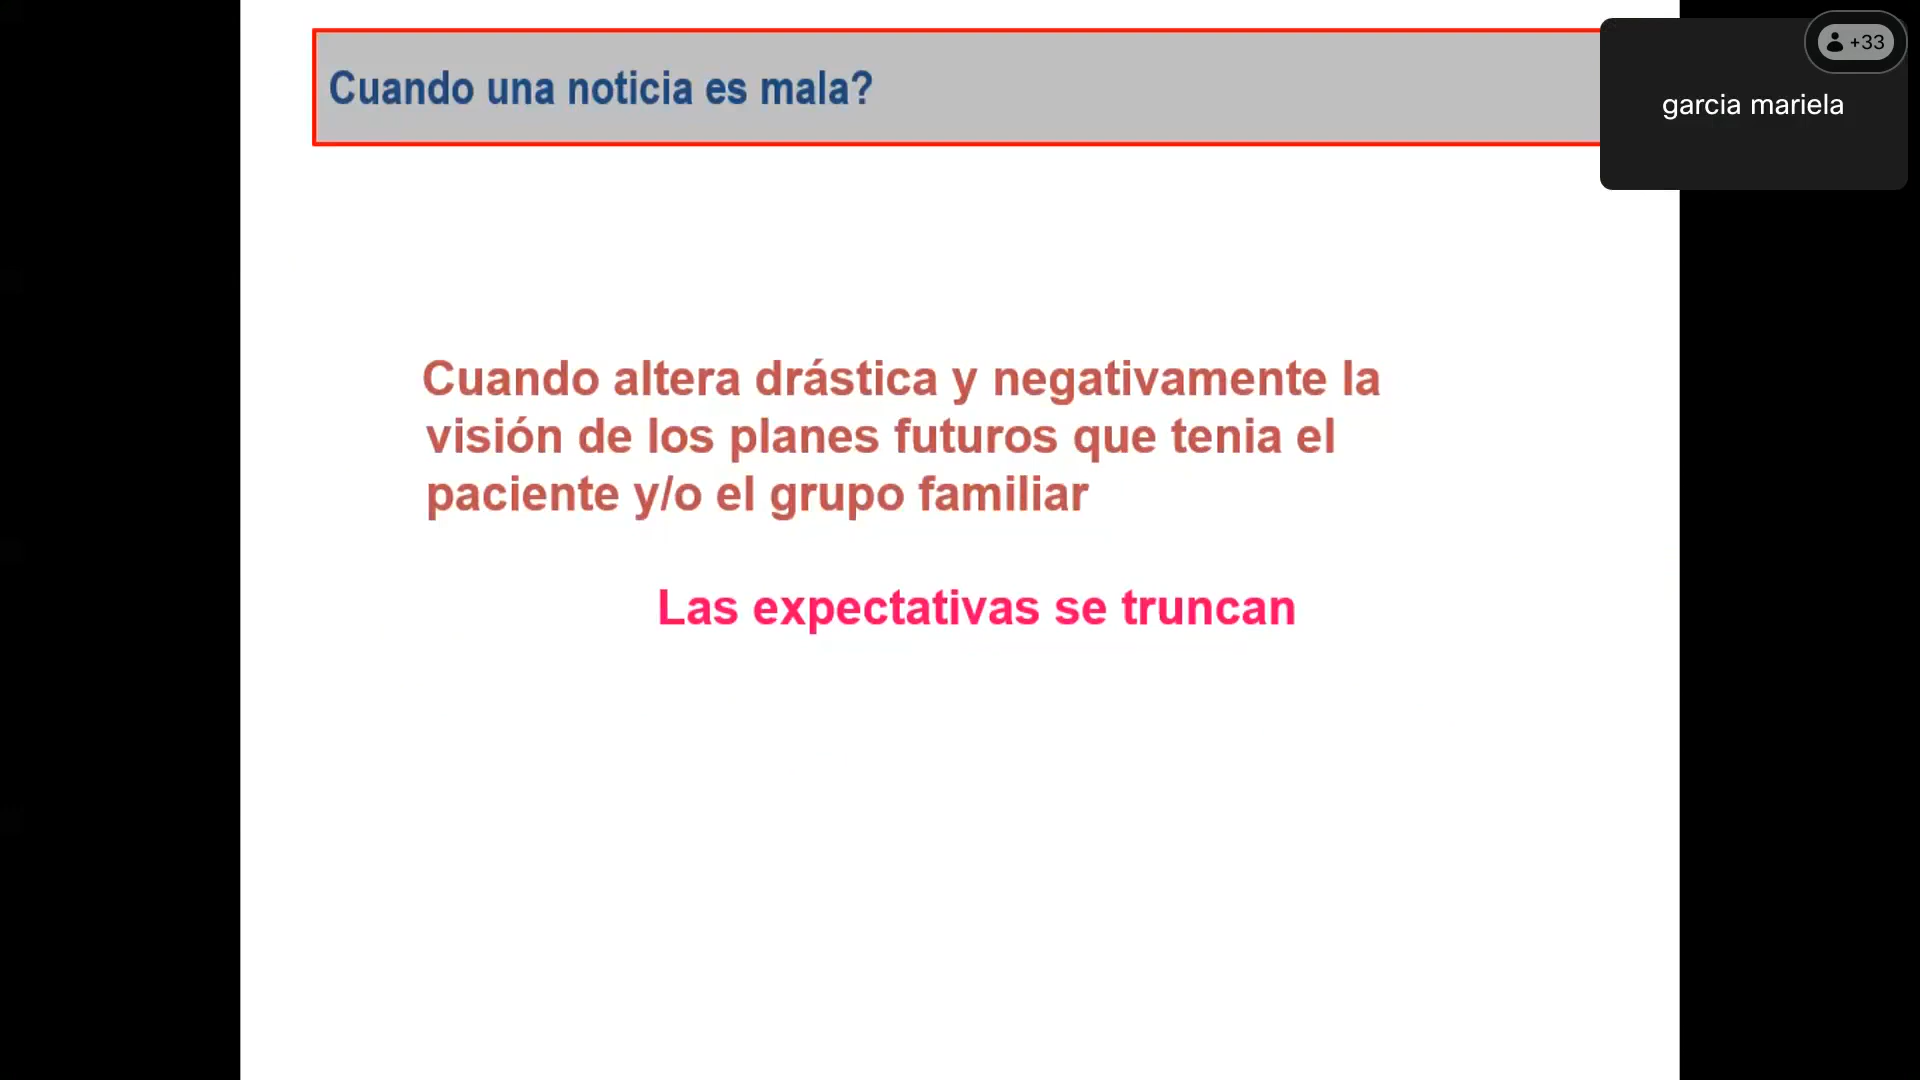 Cuando una noticia es mala?
+33
garcia mariela
Cuando altera drástica y negativamente la
visión de los planes futuros que tenia el
paciente y/o el grupo familiar
Las expectativas se truncan